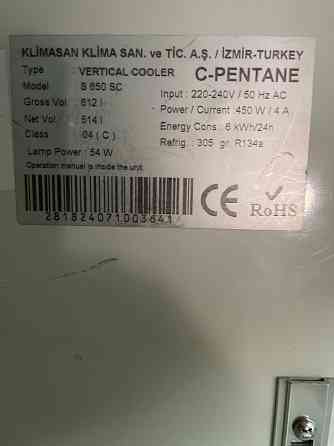 KLİMASAN KLİMA SAN. ve TİC. A.Ş. / İZMİR-TURKEY
Type : VERTICAL COOLER C-PENTANE
Model : S 650 SC
Input : 220-240V / 50 Hz AC
Gross Vol. : 612 l
Power / Current : 450 W / 4 A
Net Vol. : 514 l
Energy Cons. : 6 kWh/24h
Class : 04 ( C )
Refrig. : 305 gr. R134a
Lamp Power : 54 W
Operation manual is inside the unit.
281824071003641
CE RoHS